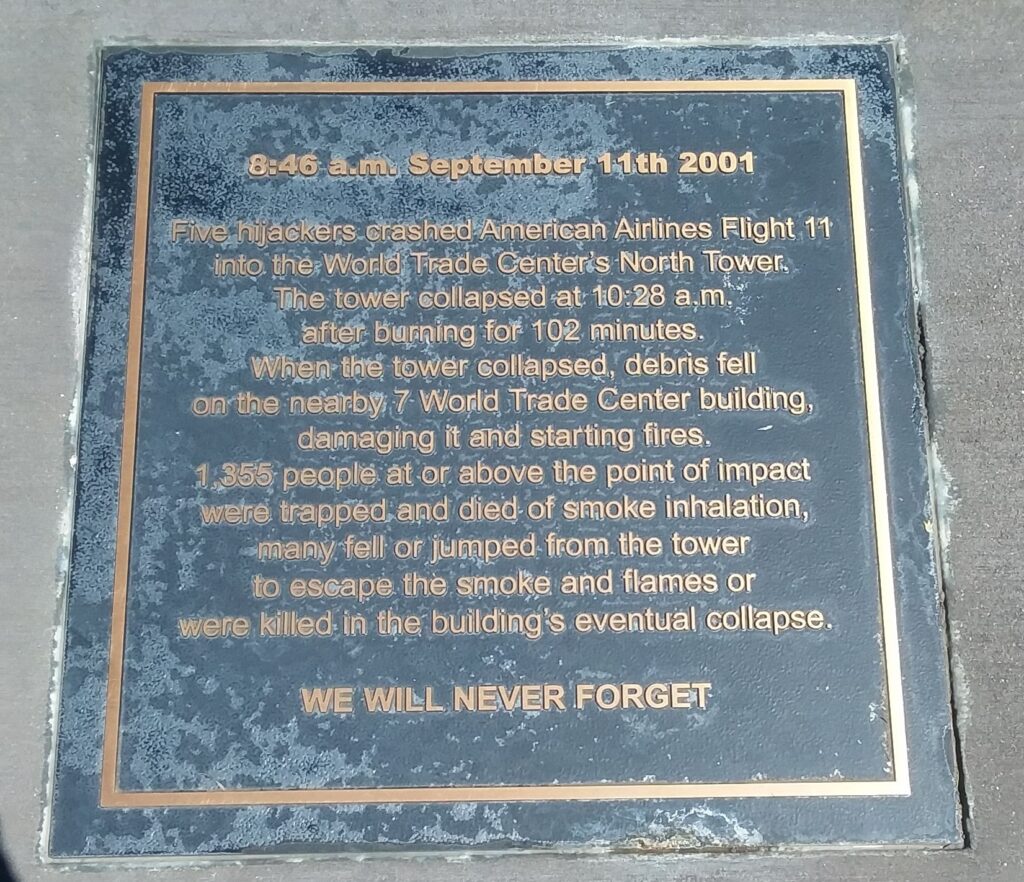 8:46 a.m. September 11th 2001
Five hijackers crashed American Airlines Flight 11
into the World Trade Center's North Tower.
The tower collapsed at 10:28 a.m.
after burning for 102 minutes.
When the tower collapsed, debris fell
on the nearby 7 World Trade Center building,
damaging it and starting fires.
1,355 people at or above the point of impact
were trapped and died of smoke inhalation,
many fell or jumped from the tower
to escape the smoke and flames or
were killed in the building's eventual collapse.
WE WILL NEVER FORGET